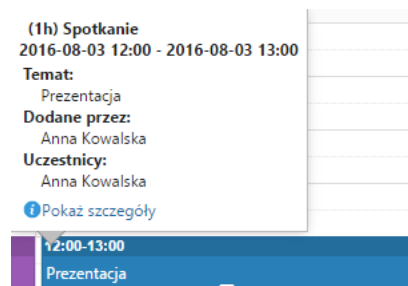 (1h) Spotkanie
2016-08-03 12:00 - 2016-08-03 13:00
Temat:
Prezentacja
Dodane przez:
Anna Kowalska
Uczestnicy:
Anna Kowalska
Pokaż szczegóły
12:00-13:00
Prezentacja